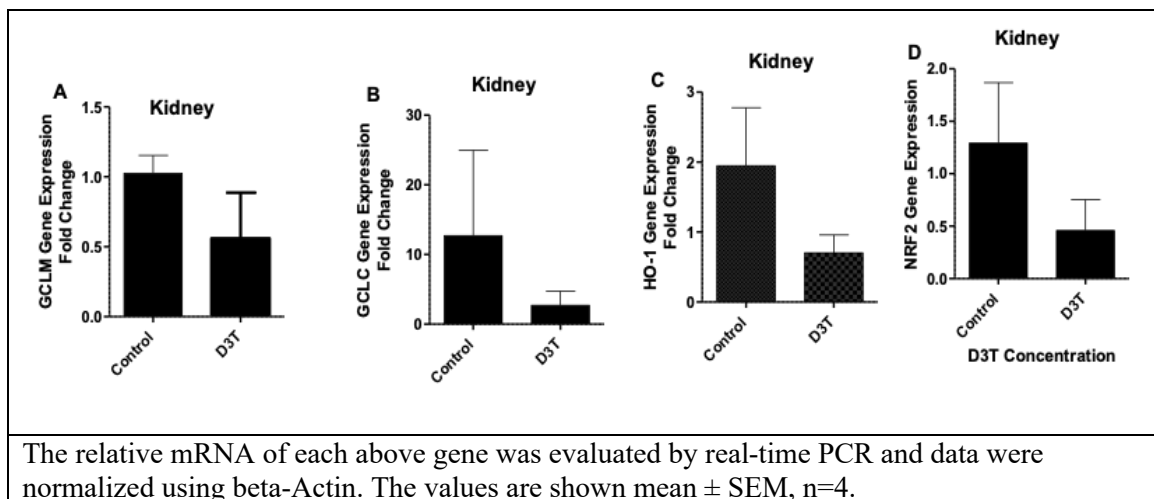 A
Kidney
GCLM Gene Expression
Fold Change
1.5
1.0
0.5
0.0
Control
D3T
B
Kidney
GCLC Gene Expression
Fold Change
30
20
10
0
Control
D3T
C
Kidney
HO-1 Gene Expression
Fold Change
3
2
1
0
Control
D3T
D
Kidney
NRF2 Gene Expression
2.0
1.5
1.0
0.5
0.0
Control
D3T
D3T Concentration
The relative mRNA of each above gene was evaluated by real-time PCR and data were
normalized using beta-Actin. The values are shown mean ± SEM, n=4.